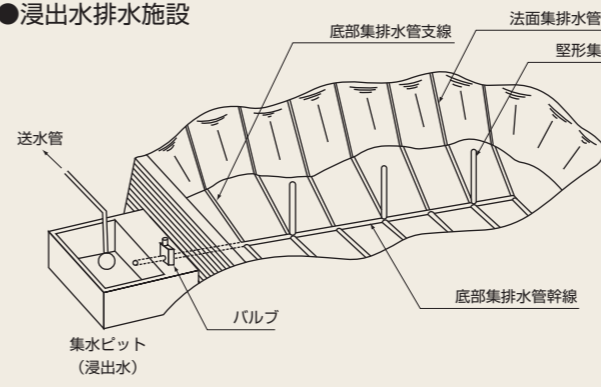 ●浸出水排水施設
底部集排水管支線
法面集排水管
竪形集
送水管
バルブ
底部集排水管幹線
集水ピット
（浸出水）